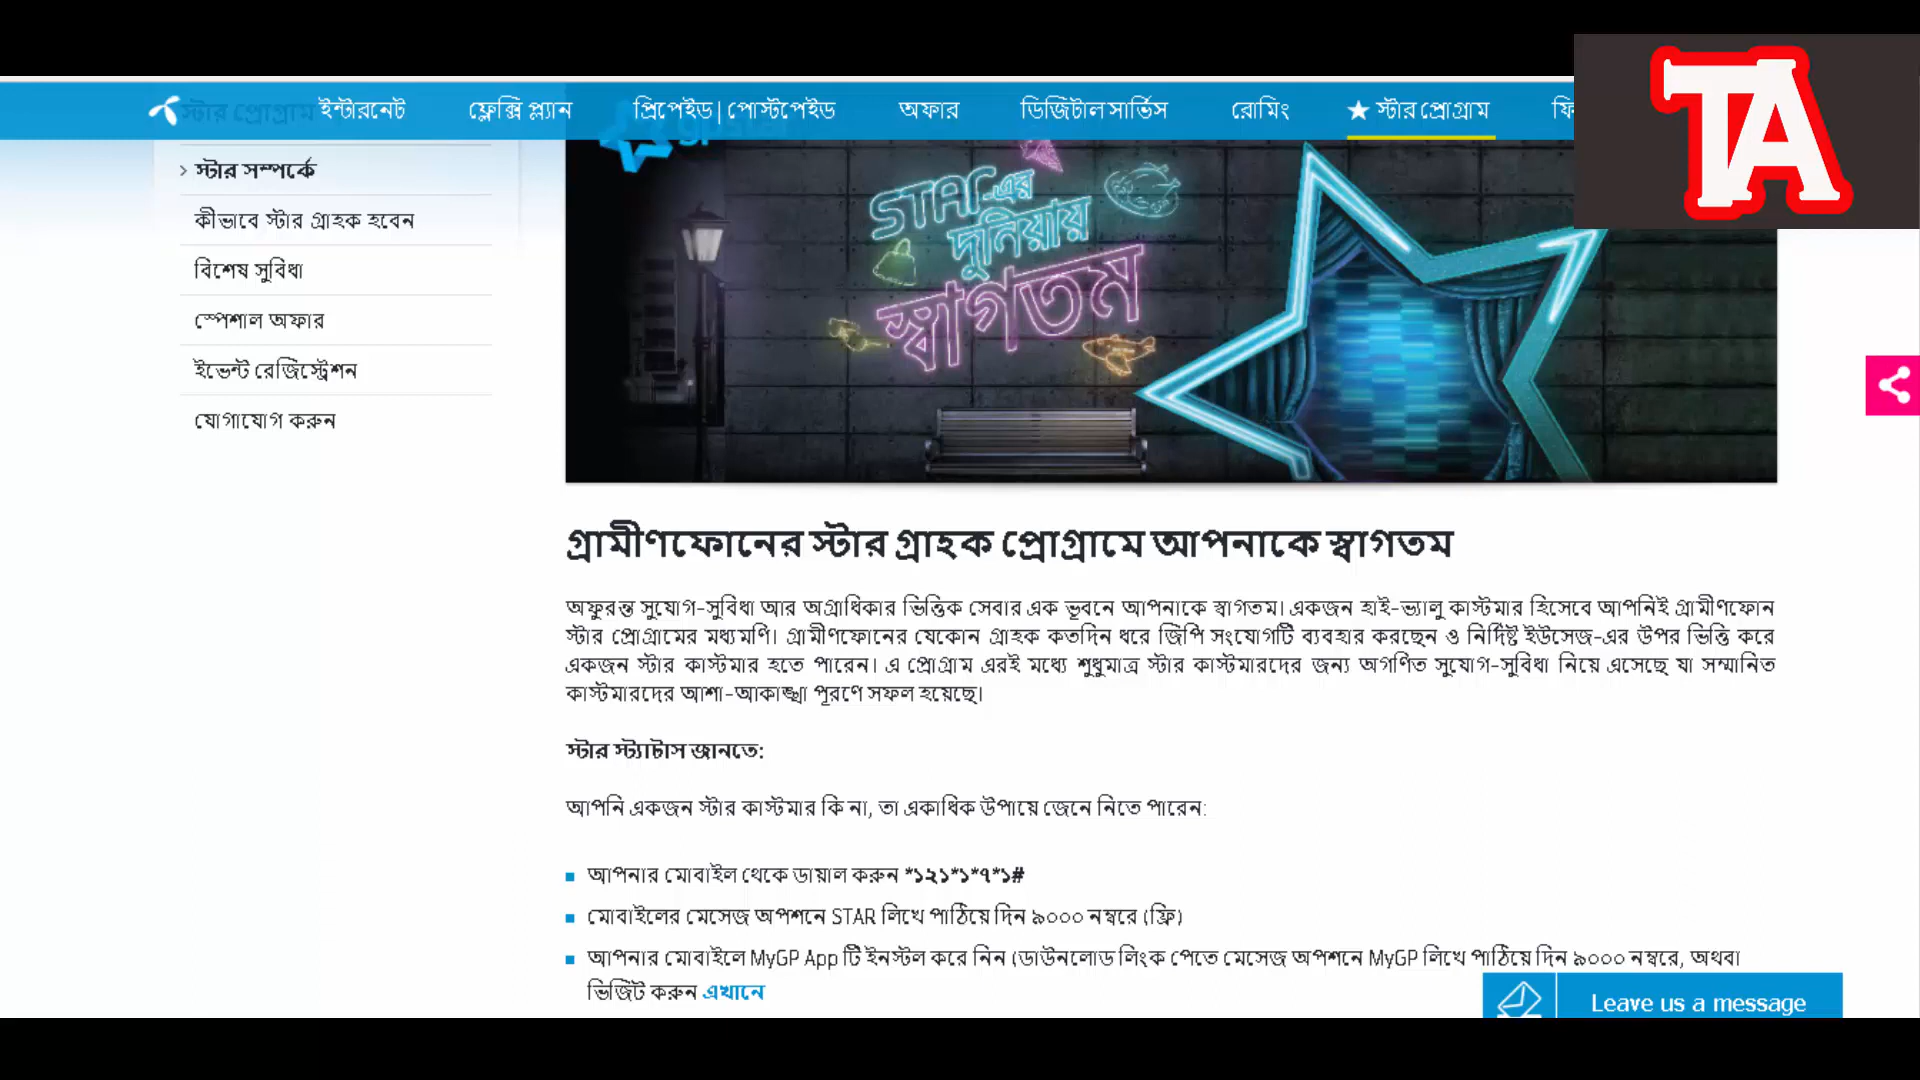 স্টার প্রোগ্রাম
ইন্টারনেট ফ্লেক্সি প্ল্যান প্রিপেইড | পোস্টপেইড অফার ডিজিটাল সার্ভিস রোমিং ★ স্টার প্রোগ্রাম ফি
TA
> স্টার সম্পর্কে
কীভাবে স্টার গ্রাহক হবেন
বিশেষ সুবিধা
স্পেশাল অফার
ইভেন্ট রেজিস্ট্রেশন
যোগাযোগ করুন
STAR-এর
দুনিয়ায়
স্বাগতম
গ্রামীণফোনের স্টার গ্রাহক প্রোগ্রামে আপনাকে স্বাগতম
অফুরন্ত সুযোগ-সুবিধা আর অগ্রাধিকার ভিত্তিক সেবার এক ভূবনে আপনাকে স্বাগতম। একজন হাই-ভ্যালু কাস্টমার হিসেবে আপনিই গ্রামীণফোন
স্টার প্রোগ্রামের মধ্যমণি। গ্রামীণফোনের যেকোন গ্রাহক কতদিন ধরে জিপি সংযোগটি ব্যবহার করছেন ও নির্দিষ্ট ইউসেজ-এর উপর ভিত্তি করে
একজন স্টার কাস্টমার হতে পারেন। এ প্রোগ্রাম এরই মধ্যে শুধুমাত্র স্টার কাস্টমারদের জন্য অগণিত সুযোগ-সুবিধা নিয়ে এসেছে যা সম্মানিত
কাস্টমারদের আশা-আকাঙ্খা পূরণে সফল হয়েছে।
স্টার স্ট্যাটাস জানতে:
আপনি একজন স্টার কাস্টমার কি না, তা একাধিক উপায়ে জেনে নিতে পারেন:
আপনার মোবাইল থেকে ডায়াল করুন *১২১*১*৭*১#
মোবাইলের মেসেজ অপশনে STAR লিখে পাঠিয়ে দিন ৯০০০ নম্বরে (ফ্রি)
আপনার মোবাইলে MyGP App টি ইনস্টল করে নিন (ডাউনলোড লিংক পেতে মেসেজ অপশনে MyGP লিখে পাঠিয়ে দিন ৯০০০ নম্বরে, অথবা
ভিজিট করুন এখানে
Leave us a message